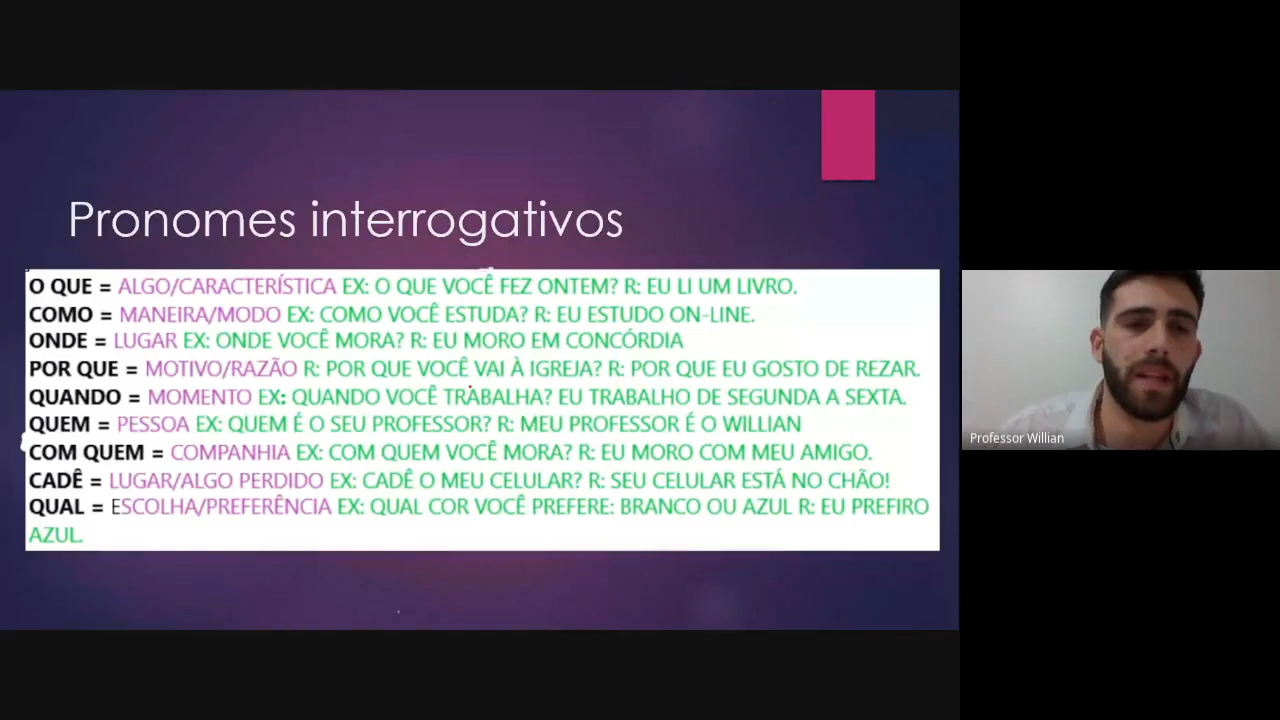 Pronomes interrogativos
O QUE = ALGO/CARACTERÍSTICA EX: O QUE VOCÊ FEZ ONTEM? R: EU LI UM LIVRO.
COMO = MANEIRA/MODO EX: COMO VOCÊ ESTUDA? R: EU ESTUDO ON-LINE.
ONDE = LUGAR EX: ONDE VOCÊ MORA? R: EU MORO EM CONCÓRDIA
POR QUE = MOTIVO/RAZÃO R: POR QUE VOCÊ VAI À IGREJA? R: POR QUE EU GOSTO DE REZAR.
QUANDO = MOMENTO EX: QUANDO VOCÊ TRABALHA? EU TRABALHO DE SEGUNDA A SEXTA.
QUEM = PESSOA EX: QUEM É O SEU PROFESSOR? R: MEU PROFESSOR É O WILLIAN
COM QUEM = COMPANHIA EX: COM QUEM VOCÊ MORA? R: EU MORO COM MEU AMIGO.
CADÊ = LUGAR/ALGO PERDIDO EX: CADÊ O MEU CELULAR? R: SEU CELULAR ESTÁ NO CHÃO!
QUAL = ESCOLHA/PREFERÊNCIA EX: QUAL COR VOCÊ PREFERE: BRANCO OU AZUL R: EU PREFIRO
AZUL.
Professor Willian